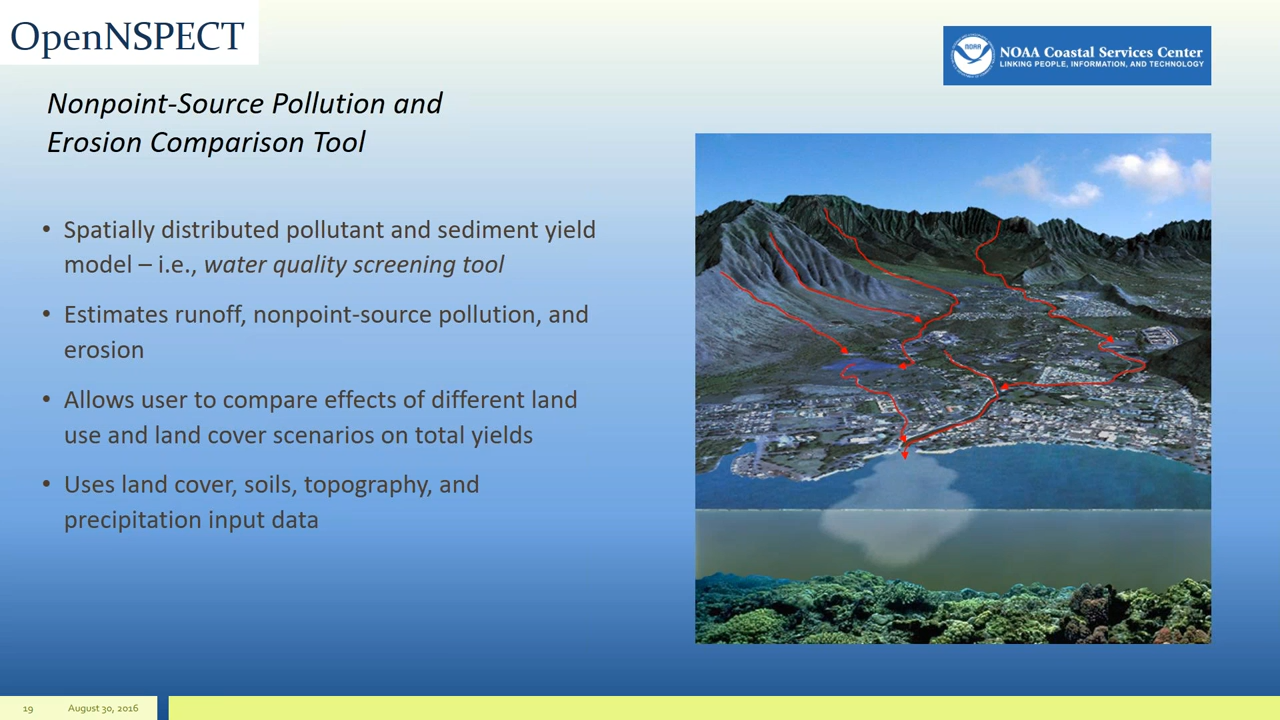 OpenNSPECT
NOAA
NOAA Coastal Services Center
LINKING PEOPLE, INFORMATION, AND TECHNOLOGY
Nonpoint-Source Pollution and
Erosion Comparison Tool
• Spatially distributed pollutant and sediment yield
model – i.e., water quality screening tool
• Estimates runoff, nonpoint-source pollution, and
erosion
• Allows user to compare effects of different land
use and land cover scenarios on total yields
• Uses land cover, soils, topography, and
precipitation input data
19 August 30, 2016